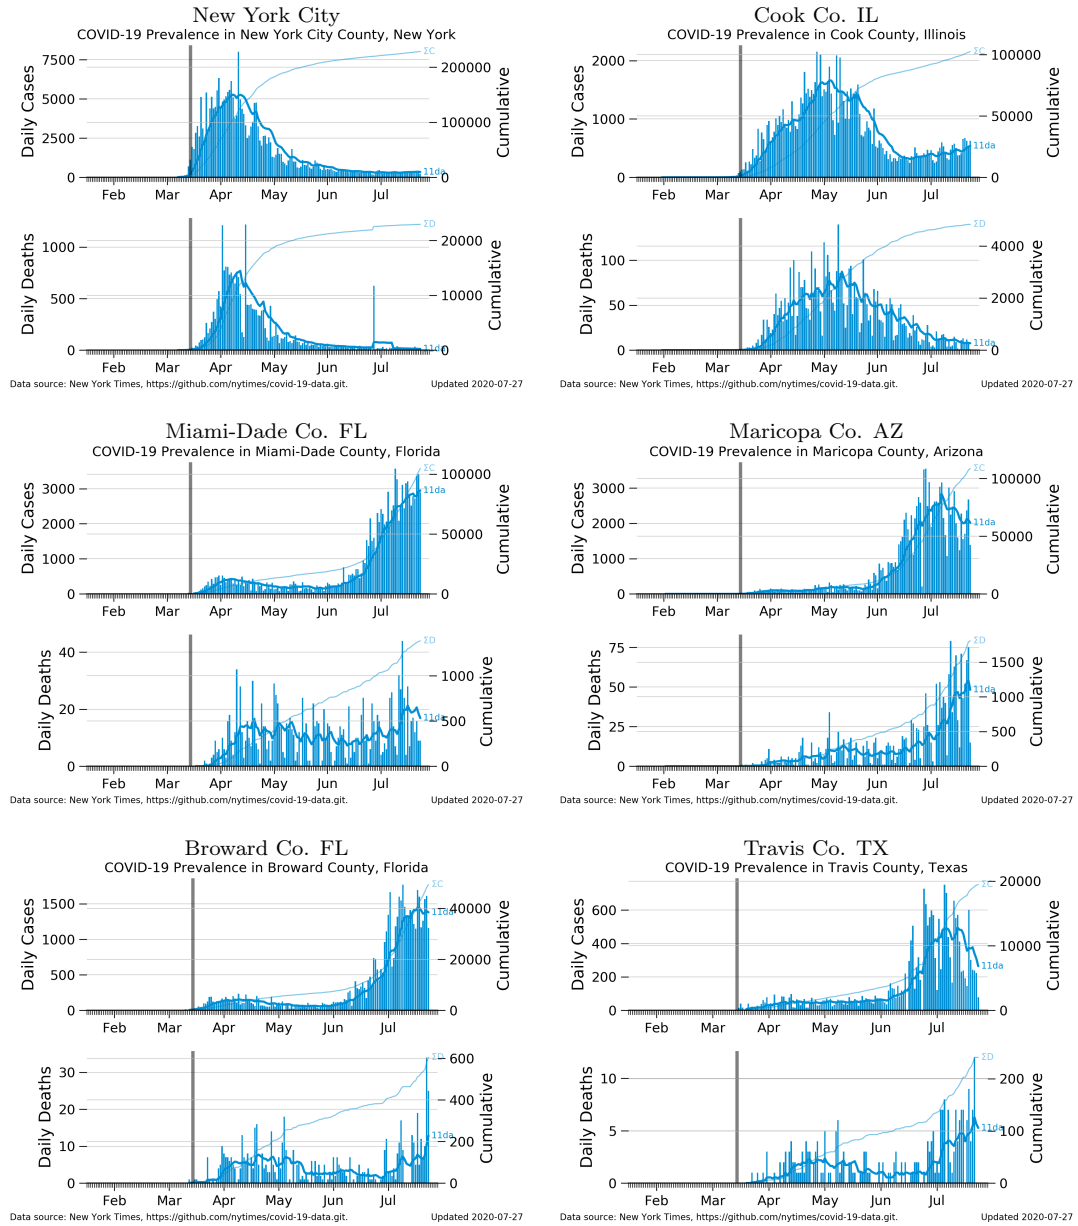 New York City
COVID-19 Prevalence in New York City County, New York
Daily Cases
7500
5000
2500
0
ΣC
11da
200000
100000
0
Cumulative
Feb Mar Apr May Jun Jul
Daily Deaths
1000
500
0
ΣD
11da
20000
10000
0
Cumulative
Feb Mar Apr May Jun Jul
Data source: New York Times, https://github.com/nytimes/covid-19-data.git. Updated 2020-07-27
Cook Co. IL
COVID-19 Prevalence in Cook County, Illinois
Daily Cases
2000
1000
0
ΣC
11da
100000
50000
0
Cumulative
Feb Mar Apr May Jun Jul
Daily Deaths
100
50
0
ΣD
11da
4000
2000
0
Cumulative
Feb Mar Apr May Jun Jul
Data source: New York Times, https://github.com/nytimes/covid-19-data.git. Updated 2020-07-27
Miami-Dade Co. FL
COVID-19 Prevalence in Miami-Dade County, Florida
Daily Cases
3000
2000
1000
0
ΣC
11da
100000
50000
0
Cumulative
Feb Mar Apr May Jun Jul
Daily Deaths
40
20
0
ΣD
11da
1000
500
0
Cumulative
Feb Mar Apr May Jun Jul
Data source: New York Times, https://github.com/nytimes/covid-19-data.git. Updated 2020-07-27
Maricopa Co. AZ
COVID-19 Prevalence in Maricopa County, Arizona
Daily Cases
3000
2000
1000
0
ΣC
11da
100000
50000
0
Cumulative
Feb Mar Apr May Jun Jul
Daily Deaths
75
50
25
0
ΣD
11da
1500
1000
500
0
Cumulative
Feb Mar Apr May Jun Jul
Data source: New York Times, https://github.com/nytimes/covid-19-data.git. Updated 2020-07-27
Broward Co. FL
COVID-19 Prevalence in Broward County, Florida
Daily Cases
1500
1000
500
0
ΣC
11da
40000
20000
0
Cumulative
Feb Mar Apr May Jun Jul
Daily Deaths
30
20
10
0
ΣD
11da
600
400
200
0
Cumulative
Feb Mar Apr May Jun Jul
Data source: New York Times, https://github.com/nytimes/covid-19-data.git. Updated 2020-07-27
Travis Co. TX
COVID-19 Prevalence in Travis County, Texas
Daily Cases
600
400
200
0
ΣC
11da
20000
10000
0
Cumulative
Feb Mar Apr May Jun Jul
Daily Deaths
10
5
0
ΣD
11da
200
100
0
Cumulative
Feb Mar Apr May Jun Jul
Data source: New York Times, https://github.com/nytimes/covid-19-data.git. Updated 2020-07-27